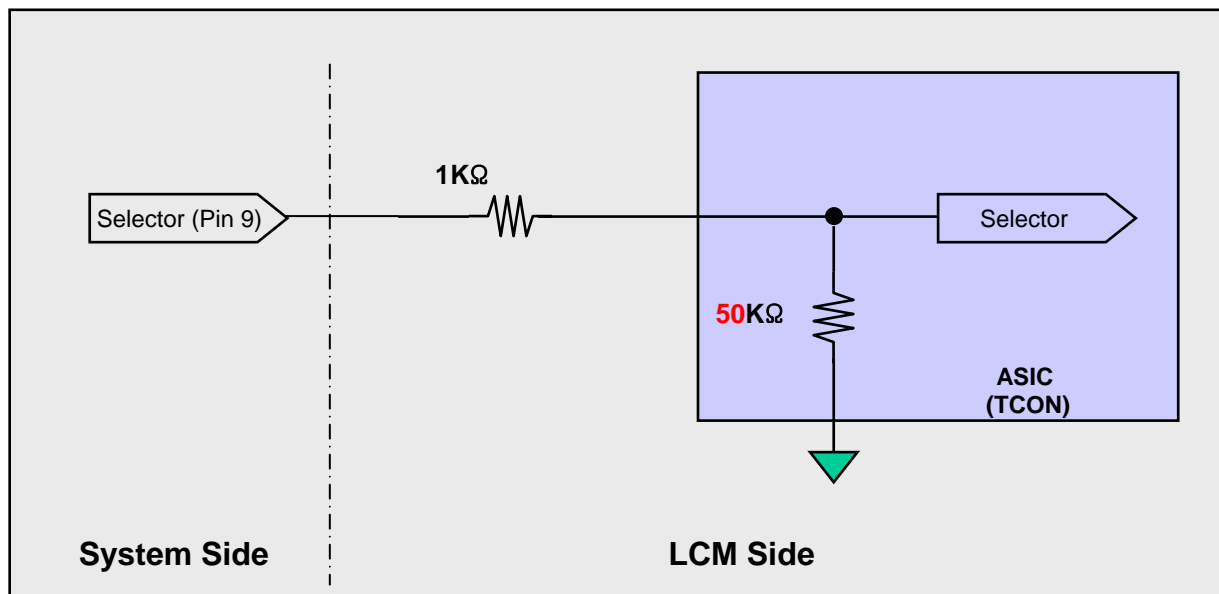 1KΩ
Selector (Pin 9)
Selector
50KΩ
ASIC
(TCON)
System Side
LCM Side